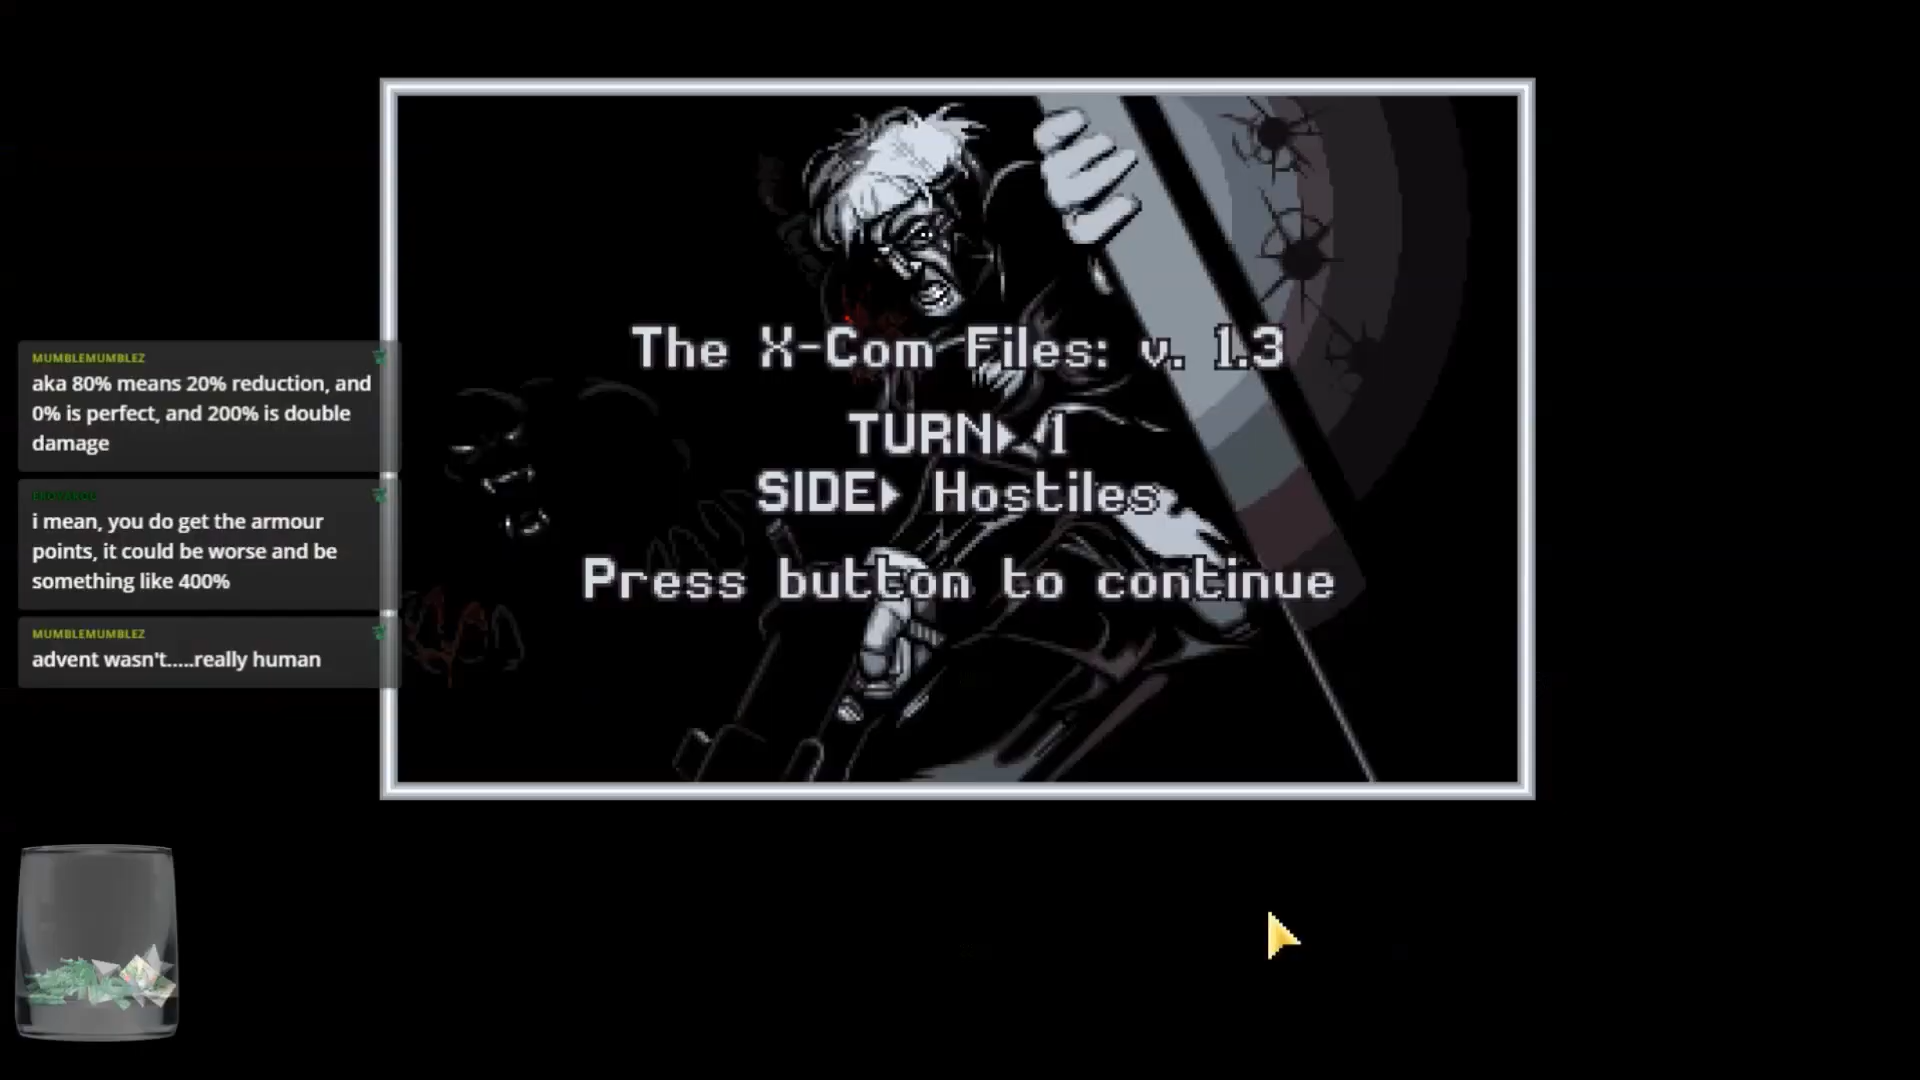 The X-Com Files: v. 1.3
TURN▸ 1
SIDE▸ Hostiles
Press button to continue
MUMBLEMUMBLEZ
aka 80% means 20% reduction, and
0% is perfect, and 200% is double
damage
i mean, you do get the armour
points, it could be worse and be
something like 400%
MUMBLEMUMBLEZ
advent wasn't.....really human